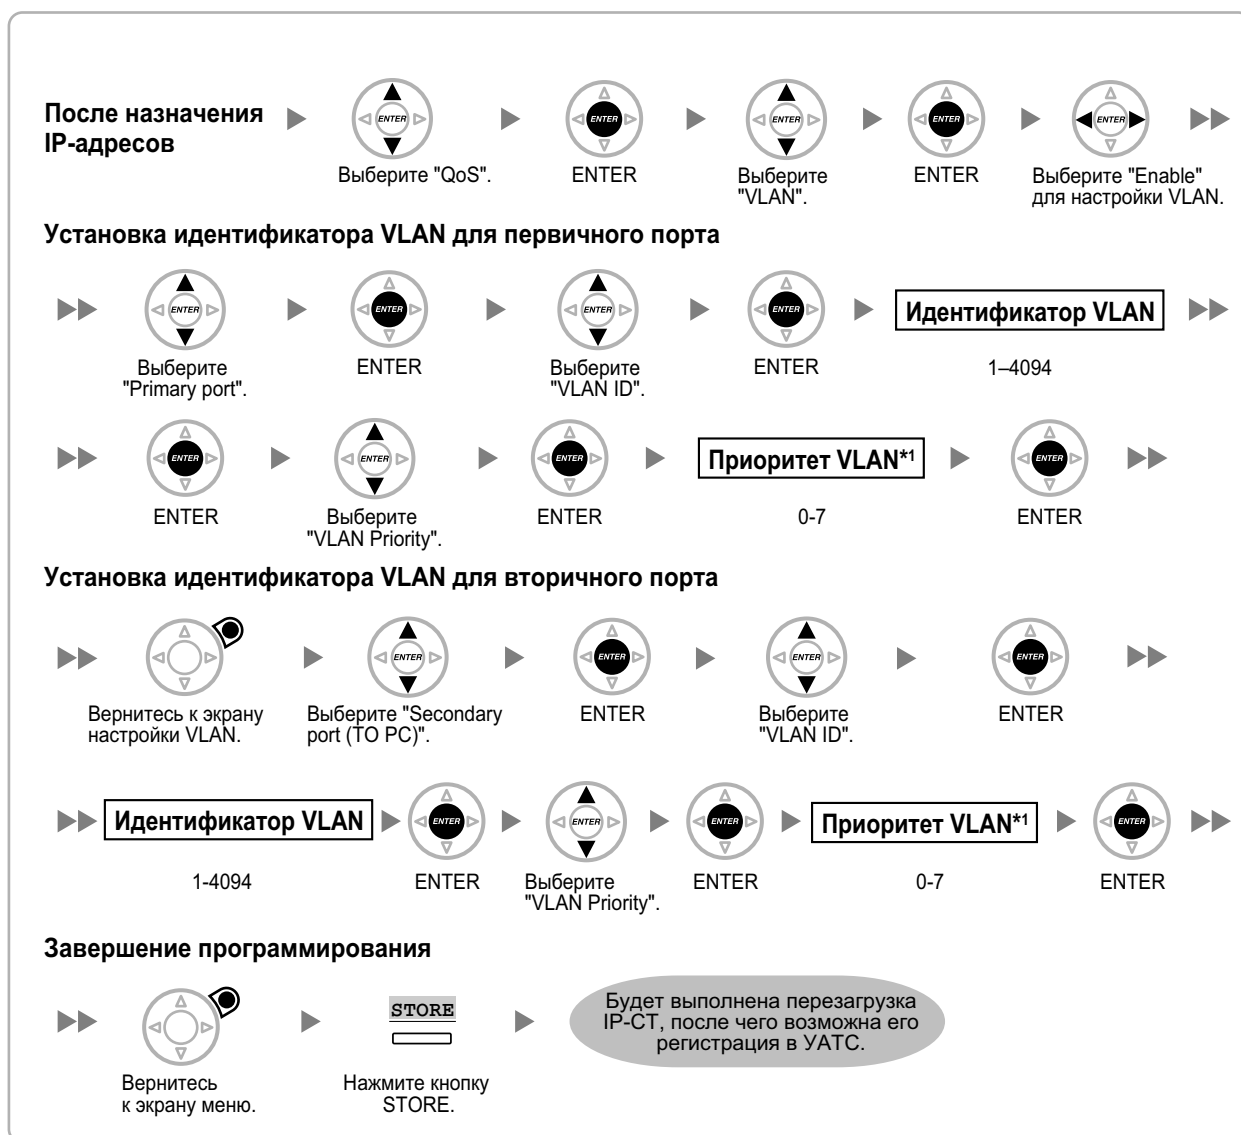 После назначения
IP-адресов
ENTER
ENTER
ENTER
ENTER
ENTER
Выберите "QoS".
ENTER
Выберите
"VLAN".
ENTER
Выберите "Enable"
для настройки VLAN.
Установка идентификатора VLAN для первичного порта
ENTER
ENTER
ENTER
ENTER
Идентификатор VLAN
Выберите
"Primary port".
ENTER
Выберите
"VLAN ID".
ENTER
1–4094
ENTER
ENTER
ENTER
Приоритет VLAN*1
ENTER
ENTER
Выберите
"VLAN Priority".
ENTER
0-7
ENTER
Установка идентификатора VLAN для вторичного порта
ENTER
ENTER
ENTER
ENTER
Вернитесь к экрану
настройки VLAN.
Выберите "Secondary
port (TO PC)".
ENTER
Выберите
"VLAN ID".
ENTER
Идентификатор VLAN
ENTER
ENTER
ENTER
Приоритет VLAN*1
ENTER
1-4094
ENTER
Выберите
"VLAN Priority".
ENTER
0-7
ENTER
Завершение программирования
STORE
Будет выполнена перезагрузка
IP-СТ, после чего возможна его
регистрация в УАТС.
Вернитесь
к экрану меню.
Нажмите кнопку
STORE.